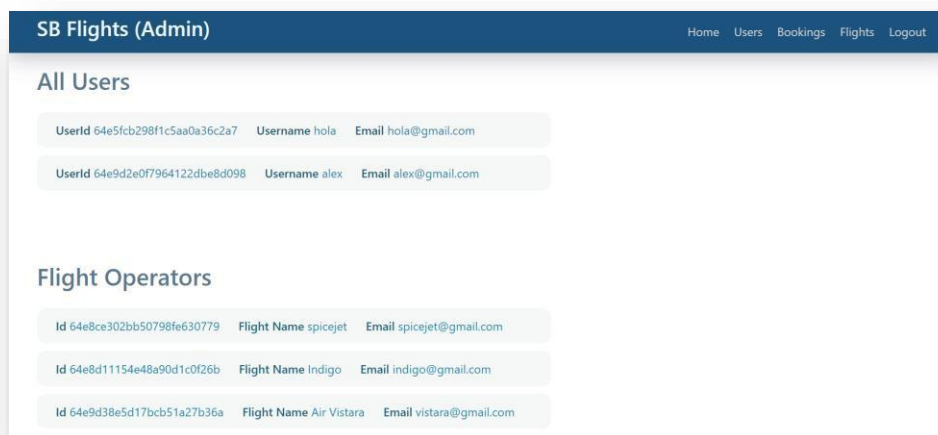 SB Flights (Admin)
Home Users Bookings Flights Logout
All Users
UserId 64e5fcb298f1c5aa0a36c2a7 Username hola Email hola@gmail.com
UserId 64e9d2e0f7964122dbe8d098 Username alex Email alex@gmail.com
Flight Operators
Id 64e8ce302bb50798fe630779 Flight Name spicejet Email spicejet@gmail.com
Id 64e8d11154e48a90d1c0f26b Flight Name Indigo Email indigo@gmail.com
Id 64e9d38e5d17bcb51a27b36a Flight Name Air Vistara Email vistara@gmail.com